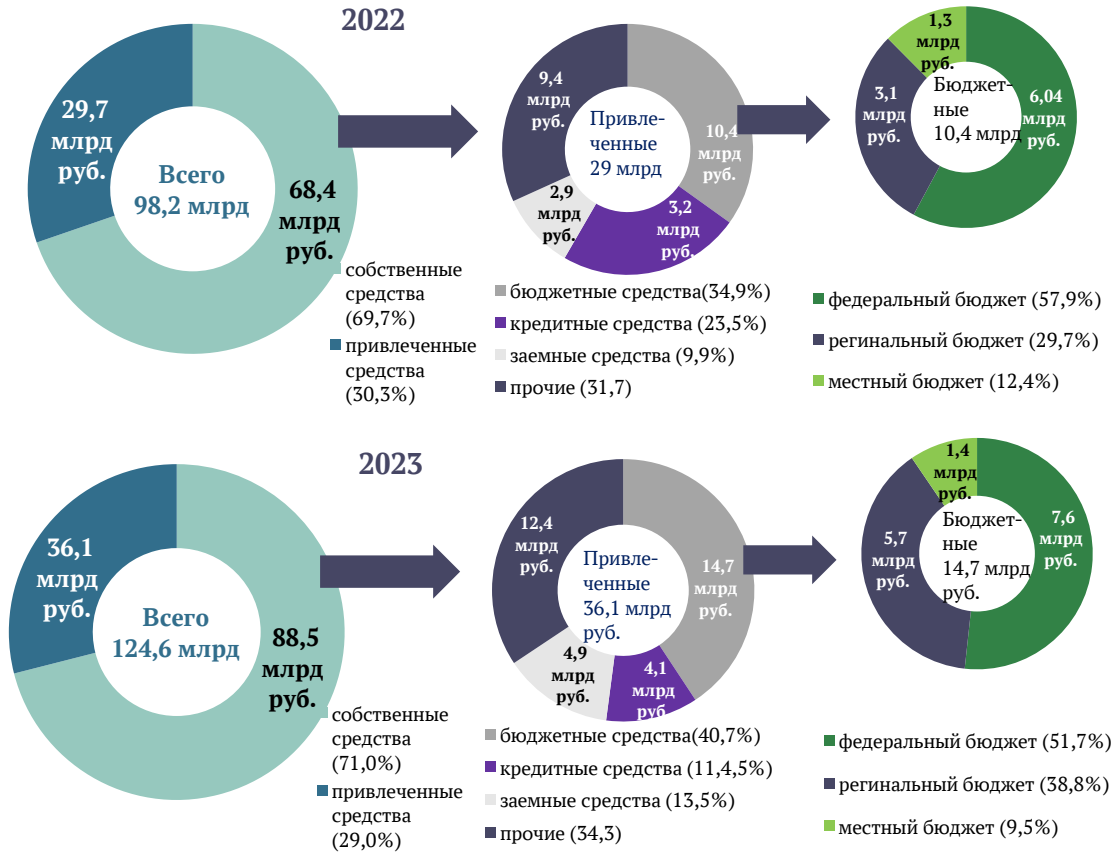 2022
29,7
млрд
руб.
Всего
98,2 млрд
68,4
млрд
руб.
собственные
средства
(69,7%)
привлеченные
средства
(30,3%)
9,4
млрд
руб.
Привле-
ченные
29 млрд
10,4
млрд
руб.
2,9
млрд
руб.
3,2
млрд
руб.
бюджетные средства(34,9%)
кредитные средства (23,5%)
заемные средства (9,9%)
прочие (31,7)
1,3
млрд
руб.
3,1
млрд
руб.
Бюджет-
ные
10,4 млрд
6,04
млрд
руб.
федеральный бюджет (57,9%)
регинальный бюджет (29,7%)
местный бюджет (12,4%)
2023
36,1
млрд
руб.
Всего
124,6 млрд
88,5
млрд
руб.
собственные
средства
(71,0%)
привлеченные
средства
(29,0%)
12,4
млрд
руб.
Привле-
ченные
36,1 млрд
руб.
14,7
млрд
руб.
4,9
млрд
руб.
4,1
млрд
руб
бюджетные средства(40,7%)
кредитные средства (11,4,5%)
заемные средства (13,5%)
прочие (34,3)
1,4
млрд
руб.
5,7
млрд
руб.
Бюджет-
ные
14,7 млрд
руб.
7,6
млрд
руб.
федеральный бюджет (51,7%)
регинальный бюджет (38,8%)
местный бюджет (9,5%)